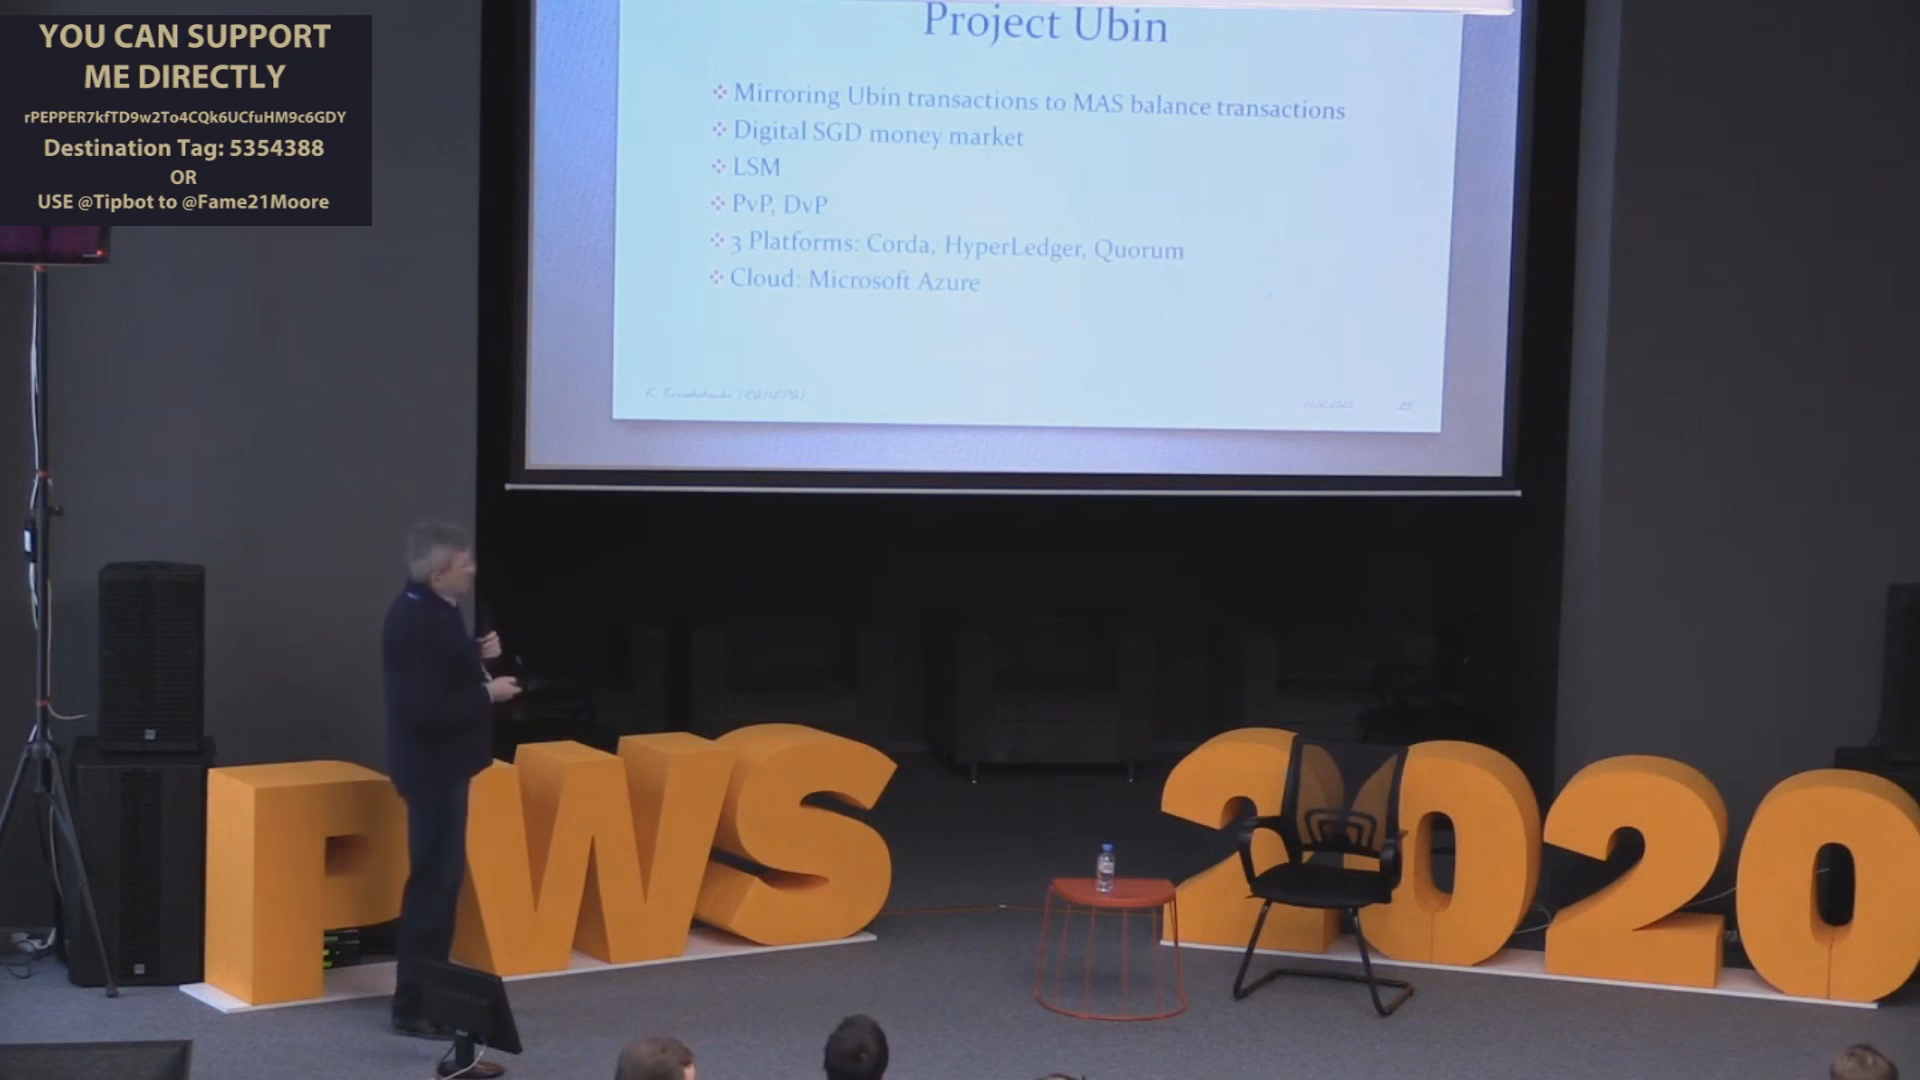 YOU CAN SUPPORT
ME DIRECTLY
rPEPPER7kfTD9w2To4CQk6UCfuHM9c6GDY
Destination Tag: 5354388
OR
USE @Tipbot to @Fame21Moore
Project Ubin
❖ Mirroring Ubin transactions to MAS balance transactions
❖ Digital SGD money market
❖ LSM
❖ PvP, DvP
❖ 3 Platforms: Corda, HyperLedger, Quorum
❖ Cloud: Microsoft Azure
K.
25
PWS 2020